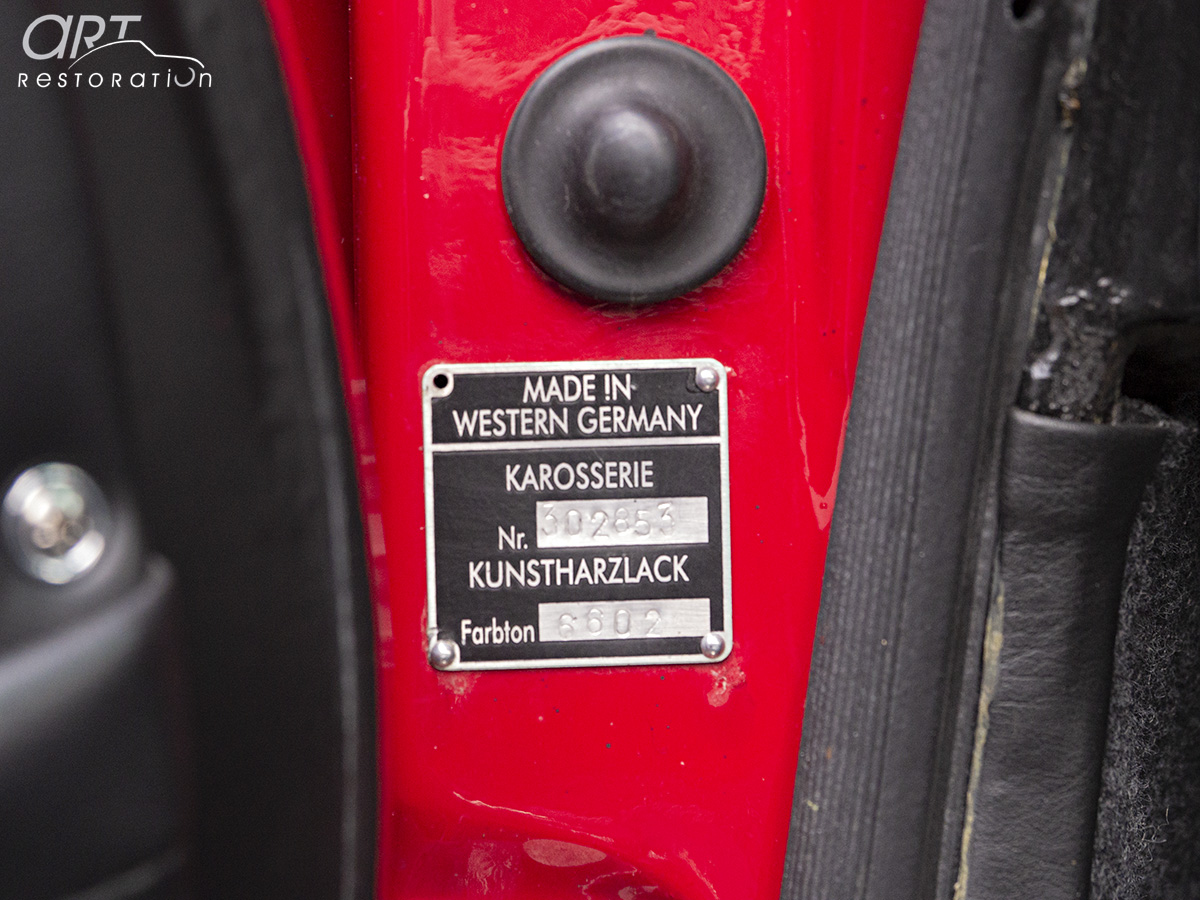 ART
RESTORATION
MADE IN
WESTERN GERMANY
KAROSSERIE
Nr. 302853
KUNSTHARZLACK
Farbton 6602